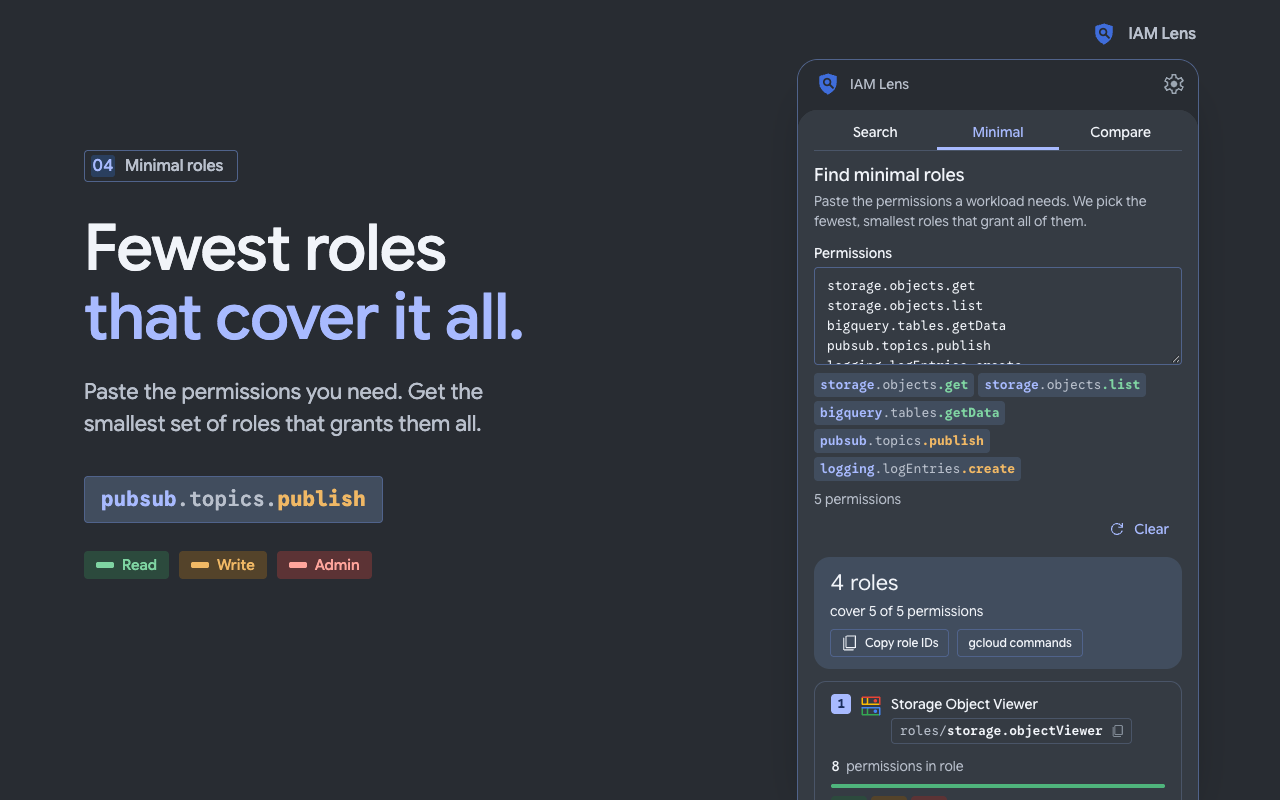 IAM Lens
04 Minimal roles
Fewest roles
that cover it all.
Paste the permissions you need. Get the
smallest set of roles that grants them all.
pubsub.topics.publish
Read Write Admin
IAM Lens
Search Minimal Compare
Find minimal roles
Paste the permissions a workload needs. We pick the
fewest, smallest roles that grant all of them.
Permissions
storage.objects.get
storage.objects.list
bigquery.tables.getData
pubsub.topics.publish
logging.logEntries.create
storage.objects.get storage.objects.list
bigquery.tables.getData
pubsub.topics.publish
logging.logEntries.create
5 permissions
Clear
4 roles
cover 5 of 5 permissions
Copy role IDs gcloud commands
1 Storage Object Viewer
roles/storage.objectViewer
8 permissions in role